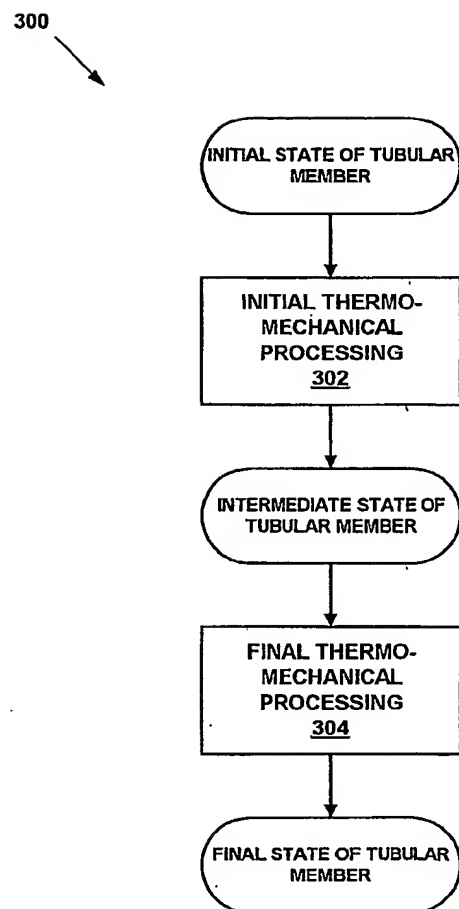 300
INITIAL STATE OF TUBULAR
MEMBER
INITIAL THERMO-
MECHANICAL
PROCESSING
302
INTERMEDIATE STATE OF
TUBULAR MEMBER
FINAL THERMO-
MECHANICAL
PROCESSING
304
FINAL STATE OF TUBULAR
MEMBER